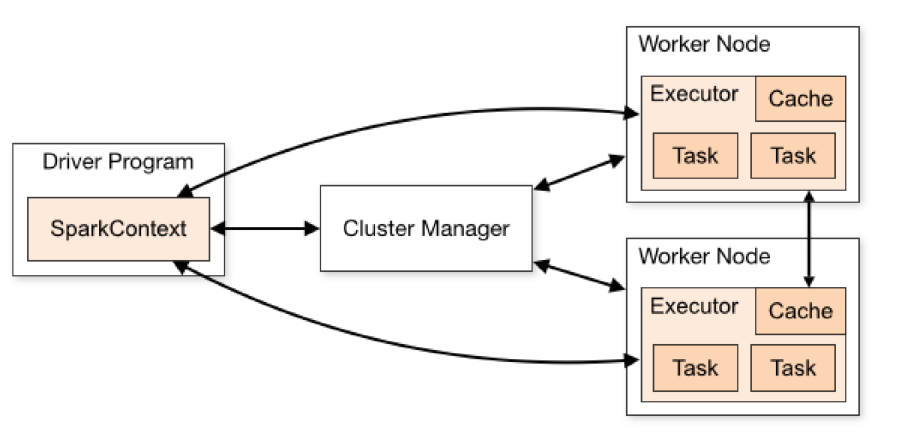 Driver Program
SparkContext
Cluster Manager
Worker Node
Executor
Cache
Task
Task
Worker Node
Executor
Cache
Task
Task